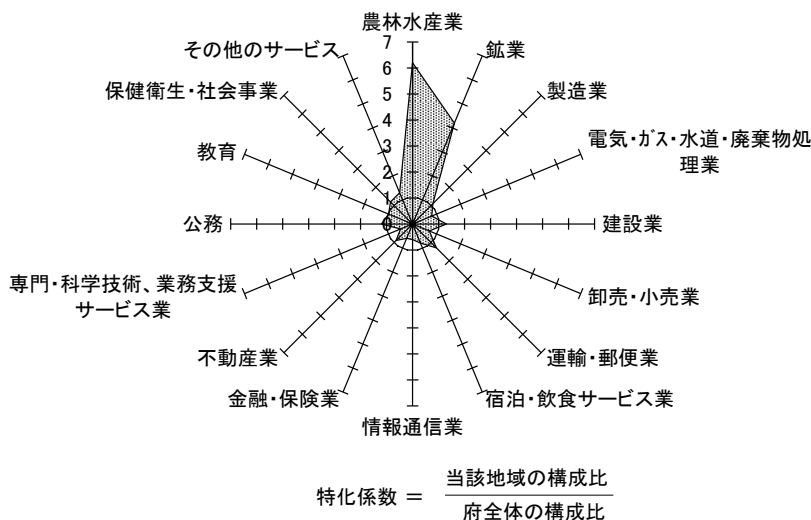 農林水産業
鉱業
製造業
電気・ガス・水道・廃棄物処
理業
建設業
卸売・小売業
運輸・郵便業
宿泊・飲食サービス業
情報通信業
金融・保険業
不動産業
専門・科学技術、業務支援
サービス業
公務
教育
保健衛生・社会事業
その他のサービス
7
6
5
4
3
2
1
0
特化係数 = 当該地域の構成比
府全体の構成比